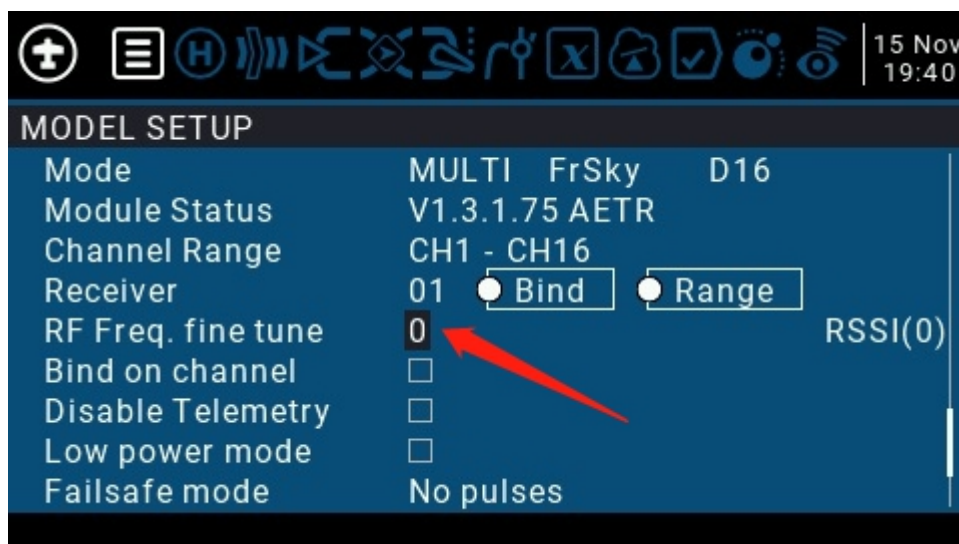 15 Nov
19:40
MODEL SETUP
Mode MULTI FrSky D16
Module Status V1.3.1.75 AETR
Channel Range CH1 - CH16
Receiver 01 Bind Range
RF Freq. fine tune 0 RSSI(0)
Bind on channel
Disable Telemetry
Low power mode
Failsafe mode No pulses